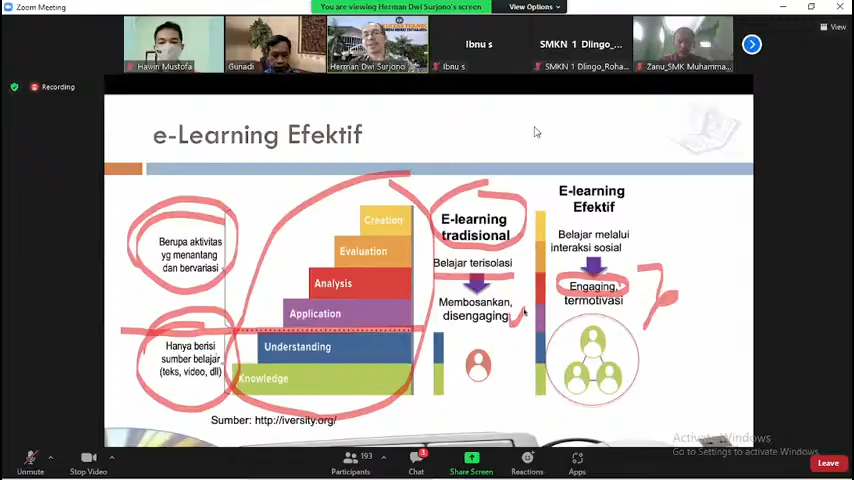 Zoom Meeting
You are viewing Herman Dwi Surjono's screen
View Options
Hawin Mustofa
Gunadi
Herman Dwi Surjono
Ibnu s
Ibnu s
SMKN 1 Dlingo_...
SMKN 1 Dlingo_Roha...
Zanu_SMK Muhamma...
View
Recording
e-Learning Efektif
Berupa aktivitas
yg menantang
dan bervariasi
Hanya berisi
sumber belajar
(teks, video, dll)
Creation
Evaluation
Analysis
Application
Understanding
Knowledge
E-learning
tradisional
Belajar terisolasi
Membosankan,
disengaging
E-learning
Efektif
Belajar melalui
interaksi sosial
Engaging,
termotivasi
Sumber: http://iversity.org/
Activate Windows
Go to Settings to activate Windows.
Unmute
Stop Video
193
Participants
3
Chat
Share Screen
Reactions
Apps
Leave